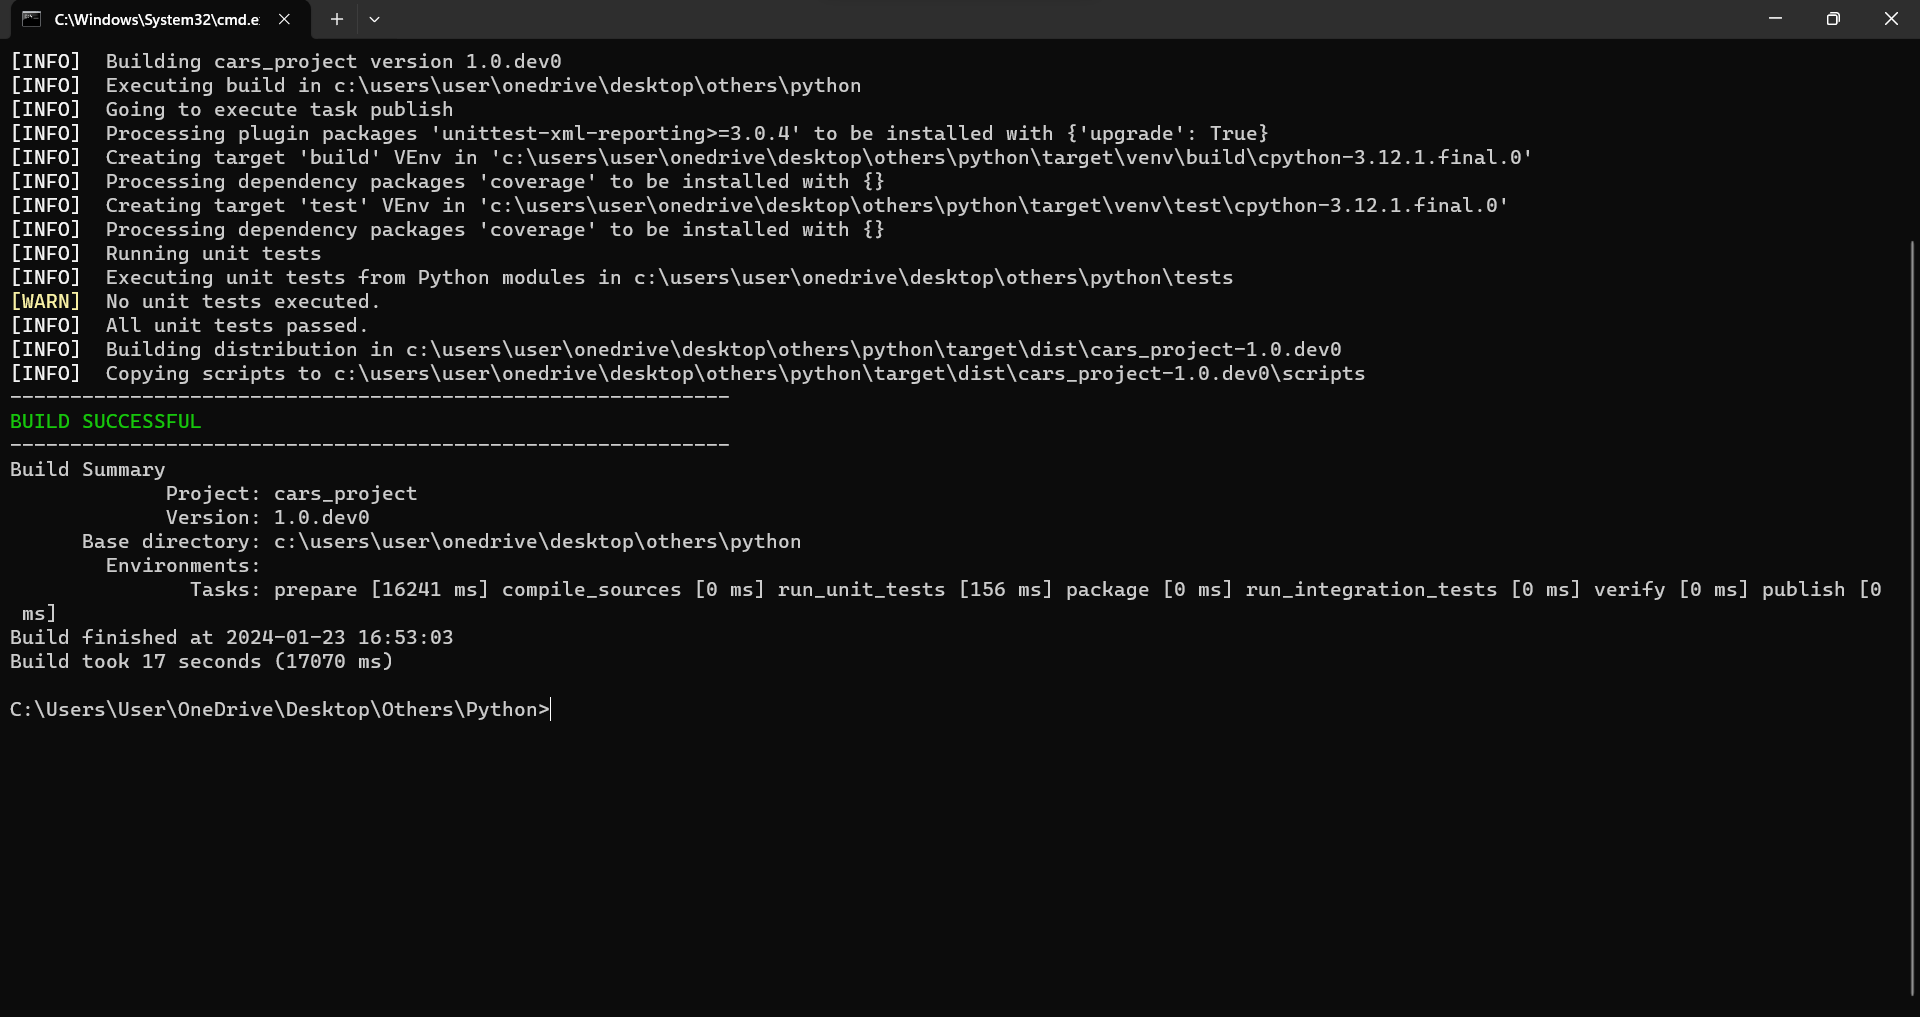 C:\Windows\System32\cmd.e
[INFO]  Building cars_project version 1.0.dev0
[INFO]  Executing build in c:\users\user\onedrive\desktop\others\python
[INFO]  Going to execute task publish
[INFO]  Processing plugin packages 'unittest-xml-reporting>=3.0.4' to be installed with {'upgrade': True}
[INFO]  Creating target 'build' VEnv in 'c:\users\user\onedrive\desktop\others\python\target\venv\build\cpython-3.12.1.final.0'
[INFO]  Processing dependency packages 'coverage' to be installed with {}
[INFO]  Creating target 'test' VEnv in 'c:\users\user\onedrive\desktop\others\python\target\venv\test\cpython-3.12.1.final.0'
[INFO]  Processing dependency packages 'coverage' to be installed with {}
[INFO]  Running unit tests
[INFO]  Executing unit tests from Python modules in c:\users\user\onedrive\desktop\others\python\tests
[WARN]  No unit tests executed.
[INFO]  All unit tests passed.
[INFO]  Building distribution in c:\users\user\onedrive\desktop\others\python\target\dist\cars_project-1.0.dev0
[INFO]  Copying scripts to c:\users\user\onedrive\desktop\others\python\target\dist\cars_project-1.0.dev0\scripts
------------------------------------------------------------
BUILD SUCCESSFUL
------------------------------------------------------------
Build Summary
             Project: cars_project
             Version: 1.0.dev0
      Base directory: c:\users\user\onedrive\desktop\others\python
        Environments:
               Tasks: prepare [16241 ms] compile_sources [0 ms] run_unit_tests [156 ms] package [0 ms] run_integration_tests [0 ms] verify [0 ms] publish [0
 ms]
Build finished at 2024-01-23 16:53:03
Build took 17 seconds (17070 ms)
C:\Users\User\OneDrive\Desktop\Others\Python>